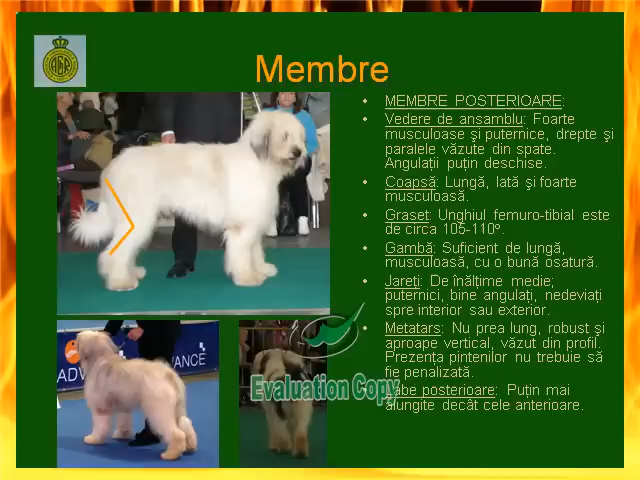 AChR
Membre
MEMBRE POSTERIOARE:
Vedere de ansamblu: Foarte
musculoase şi puternice, drepte şi
paralele văzute din spate.
Angulaţii puţin deschise.
Coapsă: Lungă, lată şi foarte
musculoasă.
Graset: Unghiul femuro-tibial este
de circa 105-110º.
Gambă: Suficient de lungă,
musculoasă, cu o bună osatură.
Jareţi: De înălţime medie;
puternici, bine angulaţi, nedeviaţi
spre interior sau exterior.
Metatars: Nu prea lung, robust şi
aproape vertical, văzut din profil.
Prezenţa pintenilor nu trebuie să
fie penalizată.
Labe posterioare: Puţin mai
alungite decât cele anterioare.
ADV
DVANCE
Evaluation Copy